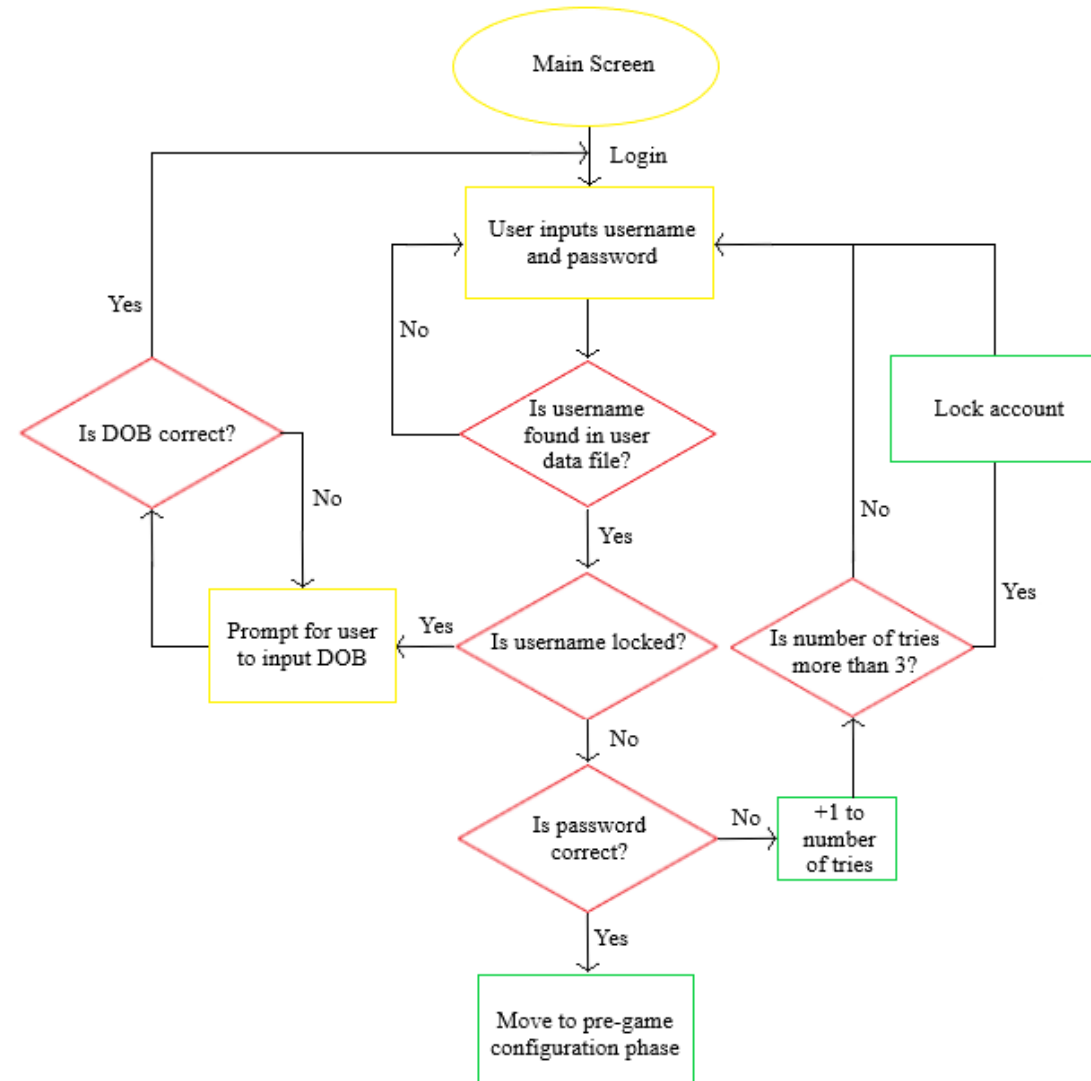 Main Screen
Login
User inputs username
and password
Yes
No
Is username
found in user
data file?
Is DOB correct?
Lock account
No
No
Yes
Yes
Prompt for user
to input DOB
Yes
Is username locked?
Is number of tries
more than 3?
No
Is password
correct?
No
+1 to
number
of tries
Yes
Move to pre-game
configuration phase